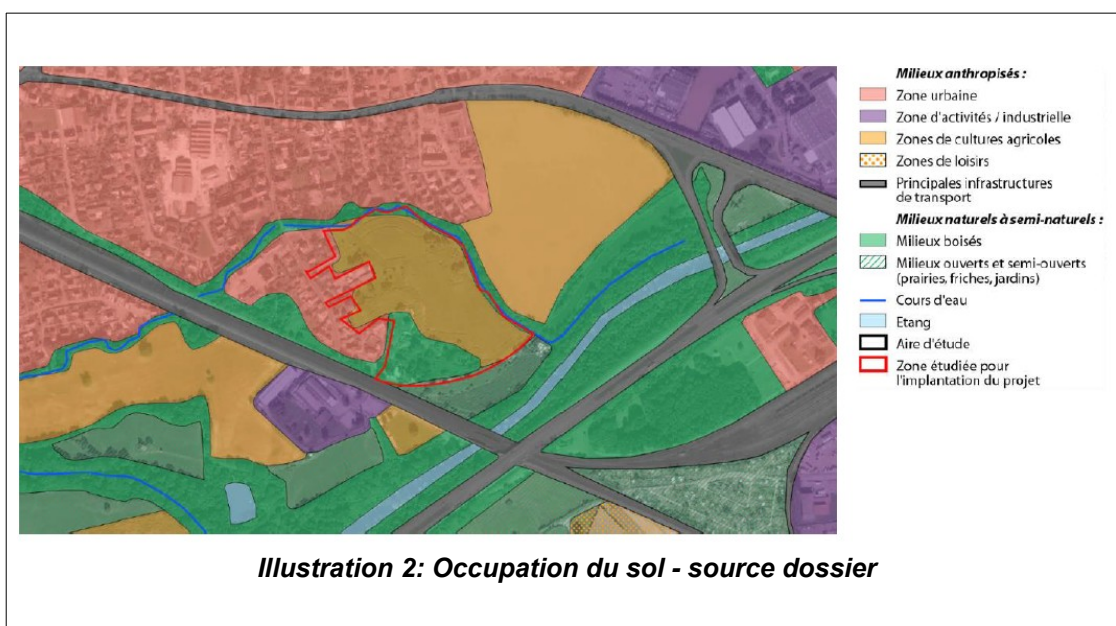 Milieux anthropisés :
Zone urbaine
Zone d'activités / industrielle
Zones de cultures agricoles
Zones de loisirs
Principales infrastructures
de transport
Milieux naturels à semi-naturels :
Milieux boisés
Milieux ouverts et semi-ouverts
(prairies, friches, jardins)
Cours d'eau
Etang
Aire d'étude
Zone étudiée pour
l'implantation du projet
Illustration 2: Occupation du sol - source dossier